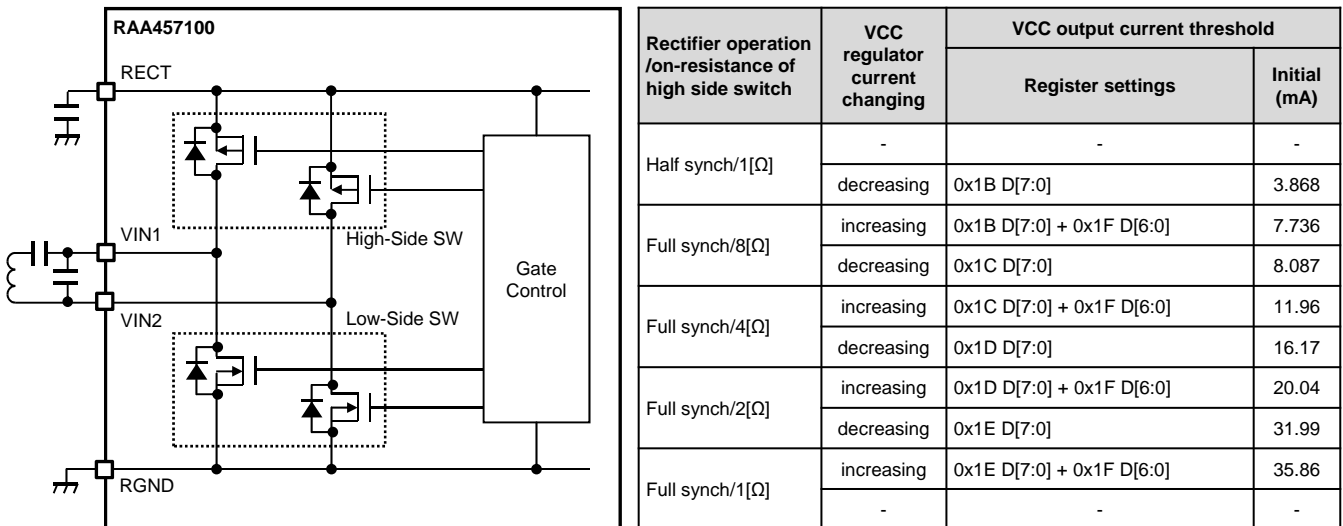 RAA457100
RECT
VIN1
High-Side SW
Gate
Control
VIN2
Low-Side SW
RGND
Rectifier operation
/on-resistance of
high side switch
VCC
regulator
current
changing
VCC output current threshold
Register settings
Initial
(mA)
Half synch/1[Ω]
- - -
decreasing 0x1B D[7:0] 3.868
Full synch/8[Ω]
increasing 0x1B D[7:0] + 0x1F D[6:0] 7.736
decreasing 0x1C D[7:0] 8.087
Full synch/4[Ω]
increasing 0x1C D[7:0] + 0x1F D[6:0] 11.96
decreasing 0x1D D[7:0] 16.17
Full synch/2[Ω]
increasing 0x1D D[7:0] + 0x1F D[6:0] 20.04
decreasing 0x1E D[7:0] 31.99
Full synch/1[Ω]
increasing 0x1E D[7:0] + 0x1F D[6:0] 35.86
- - -